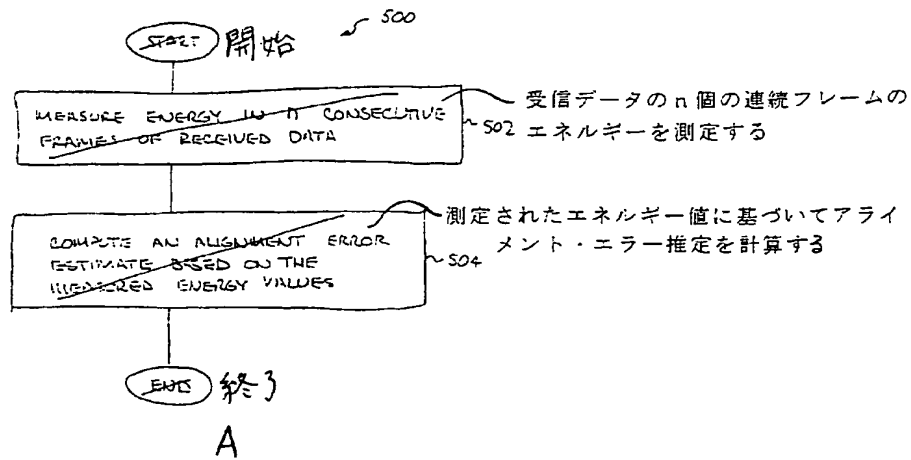 500
START 開始
MEASURE ENERGY IN n CONSECUTIVE
FRAMES OF RECEIVED DATA
502
受信データのn個の連続フレームの
エネルギーを測定する
COMPUTE AN ALIGNMENT ERROR
ESTIMATE BASED ON THE
MEASURED ENERGY VALUES
504
測定されたエネルギー値に基づいてアライ
メント・エラー推定を計算する
END 終了
A